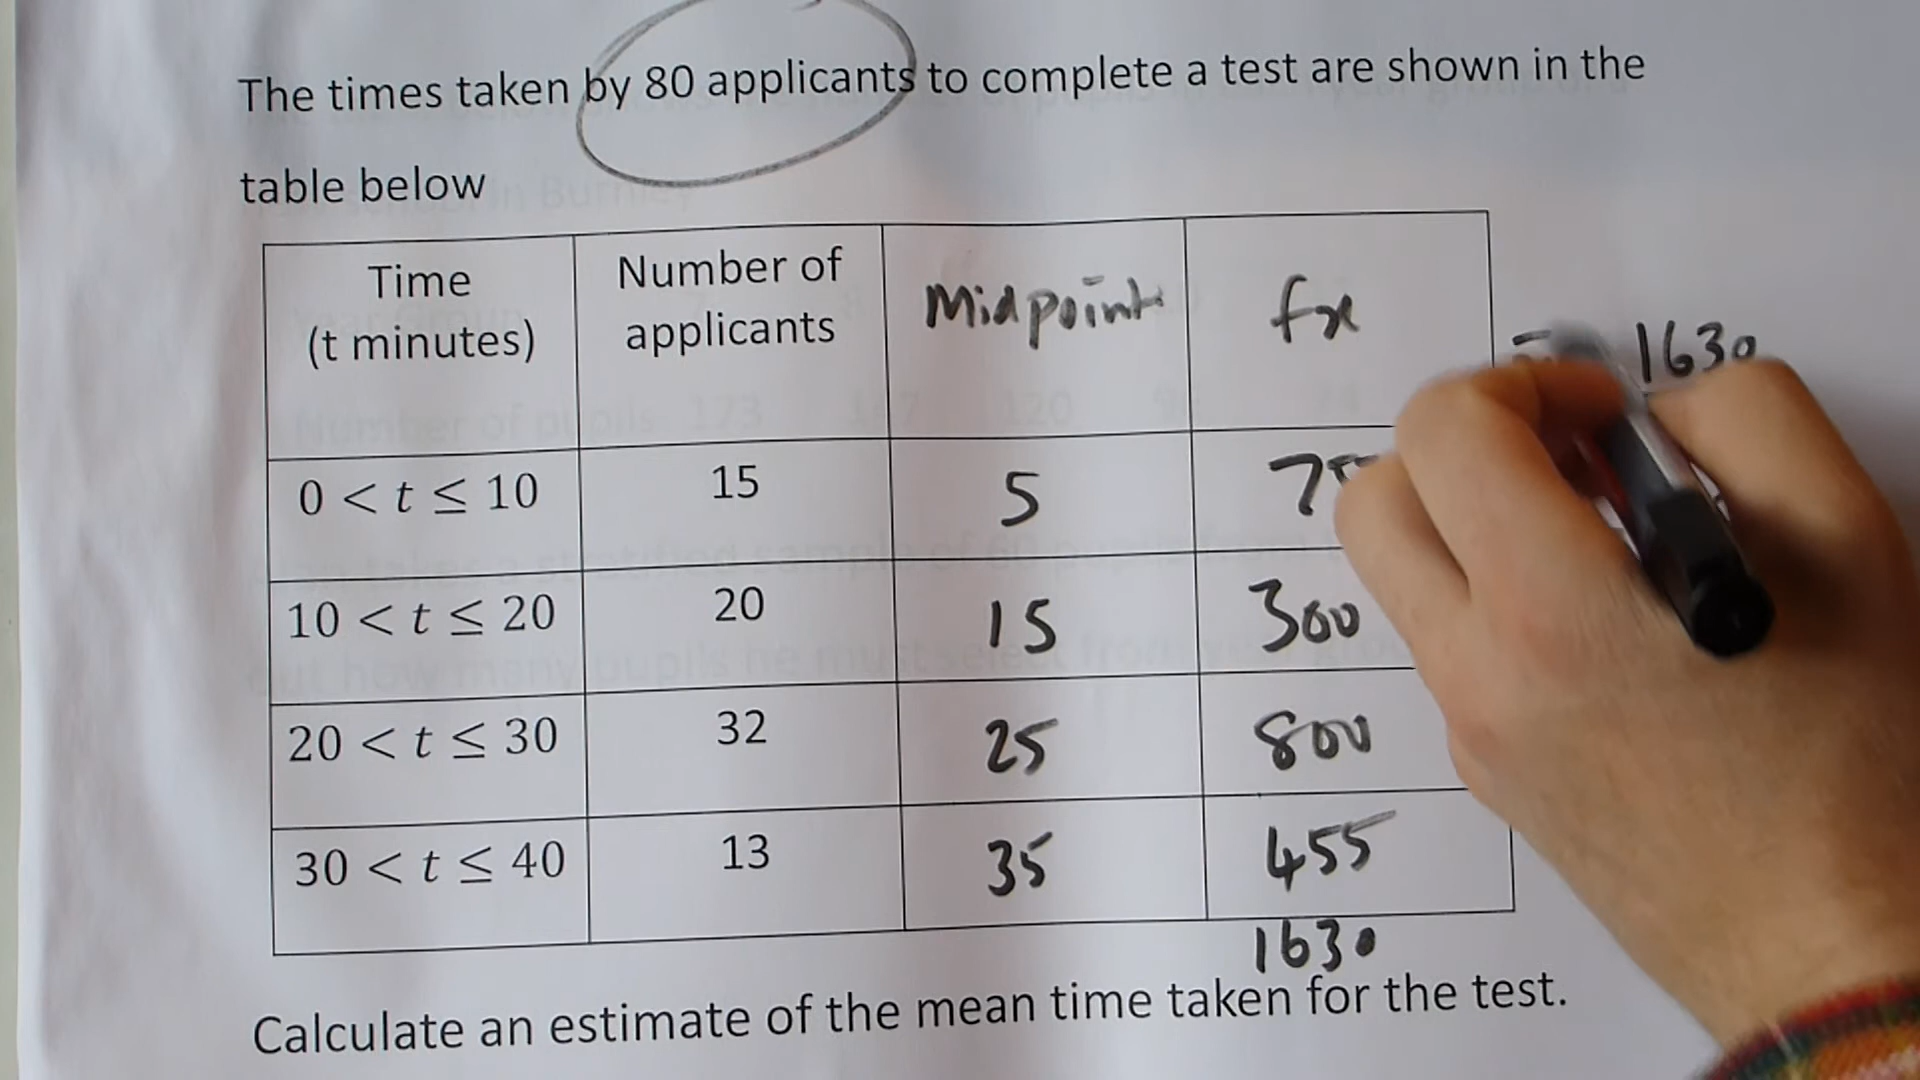 The times taken by 80 applicants to complete a test are shown in the
table below
Time
(t minutes)
Number of
applicants
Midpoint
fx
1630
0 < t ≤ 10
15
5
10 < t ≤ 20
20
15
300
20 < t ≤ 30
32
25
800
30 < t ≤ 40
13
35
455
1630
Calculate an estimate of the mean time taken for the test.